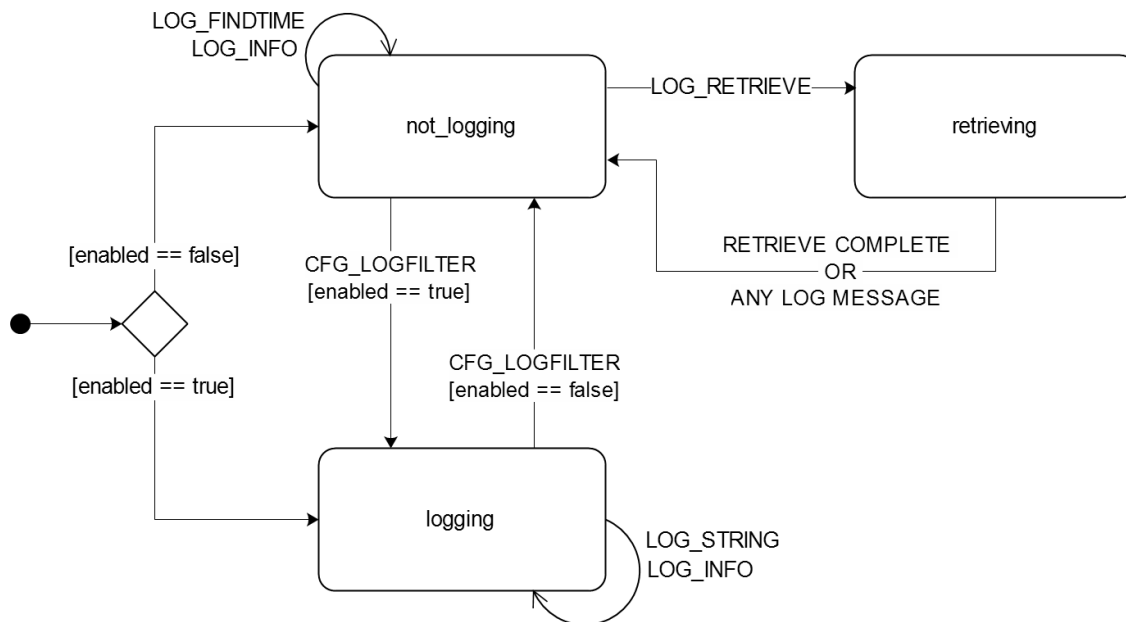 LOG_FINDTIME
LOG_INFO
not_logging
LOG_RETRIEVE
retrieving
[enabled == false]
CFG_LOGFILTER
[enabled == true]
RETRIEVE COMPLETE
OR
ANY LOG MESSAGE
[enabled == true]
CFG_LOGFILTER
[enabled == false]
logging
LOG_STRING
LOG_INFO